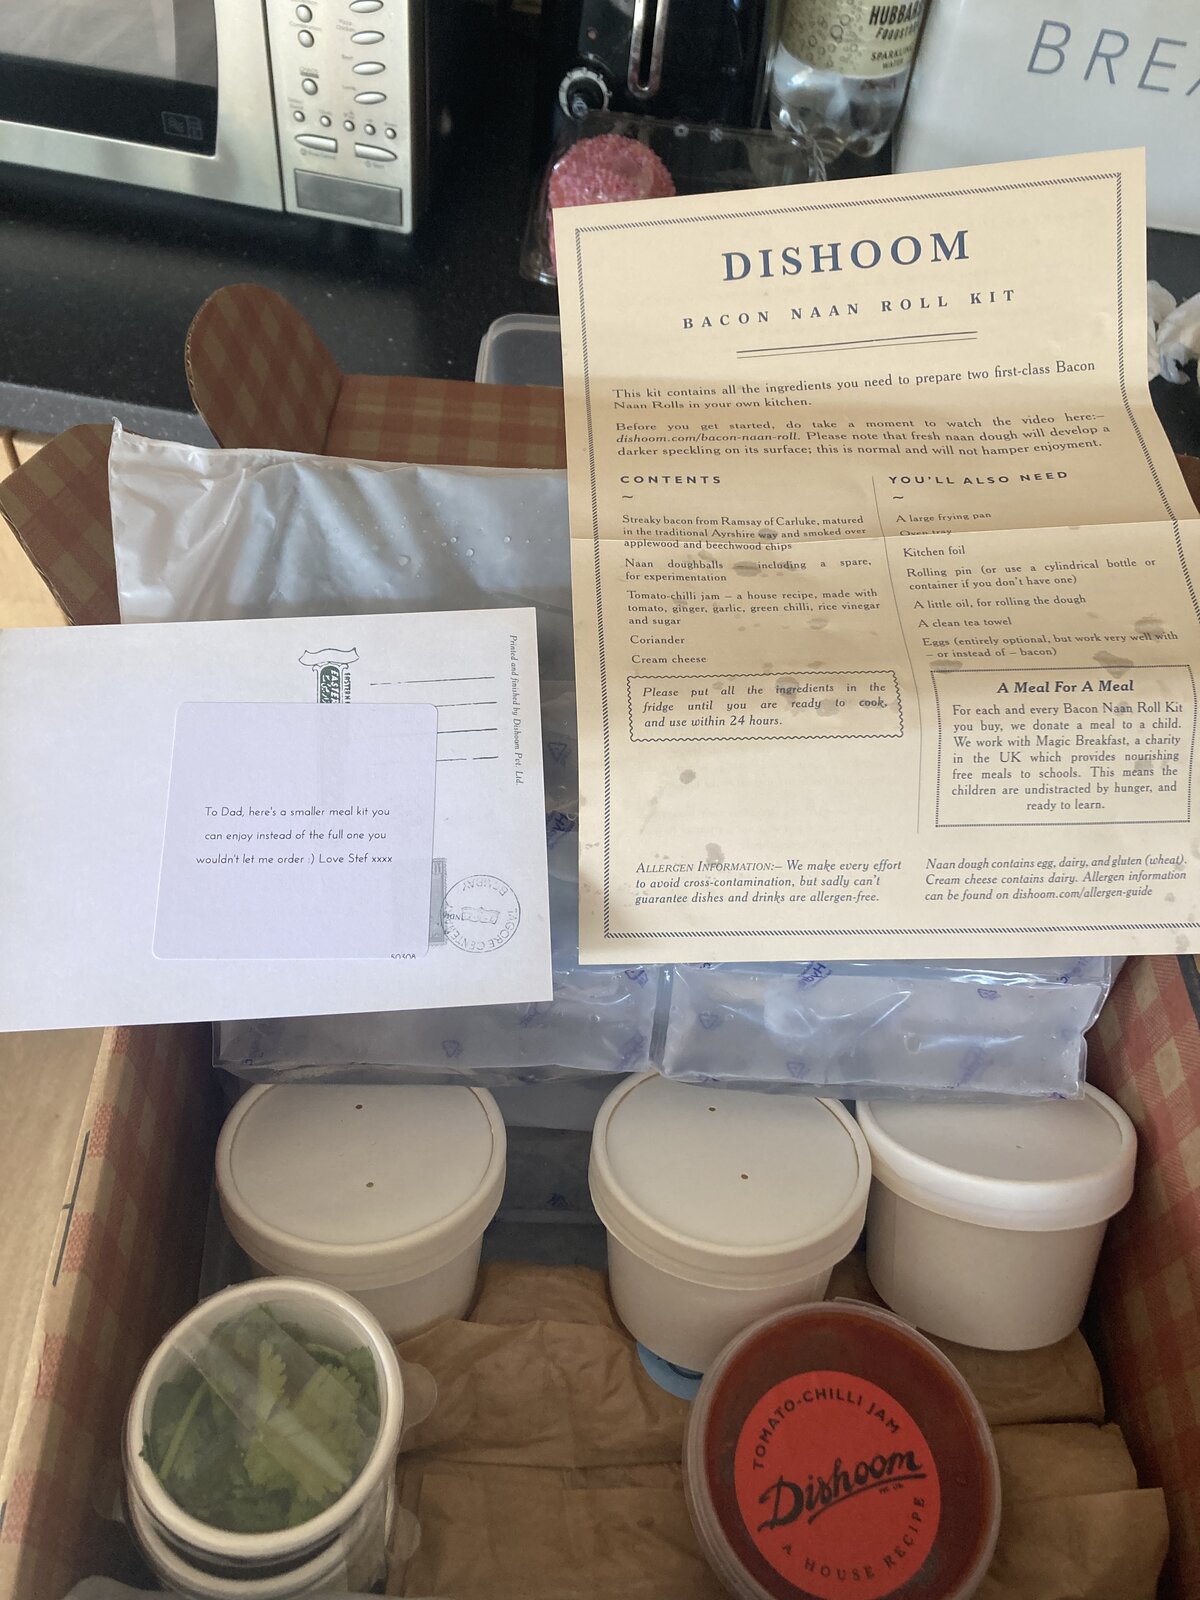 HUBBA
FOODST
SPARKLING
WATER
BREA
DISHOOM
BACON NAAN ROLL KIT
This kit contains all the ingredients you need to prepare two first-class Bacon
Naan Rolls in your own kitchen.
Before you get started, do take a moment to watch the video here:–
dishoom.com/bacon-naan-roll. Please note that fresh naan dough will develop a
darker speckling on its surface; this is normal and will not hamper enjoyment.
CONTENTS
~
Streaky bacon from Ramsay of Carluke, matured
in the traditional Ayrshire way and smoked over
applewood and beechwood chips
Naan doughballs – including a spare,
for experimentation
Tomato-chilli jam – a house recipe, made with
tomato, ginger, garlic, green chilli, rice vinegar
and sugar
Coriander
Cream cheese
Please put all the ingredients in the
fridge until you are ready to cook,
and use within 24 hours.
YOU'LL ALSO NEED
~
A large frying pan
Oven tray
Kitchen foil
Rolling pin (or use a cylindrical bottle or
container if you don't have one)
A little oil, for rolling the dough
A clean tea towel
Eggs (entirely optional, but work very well with
– or instead of – bacon)
A Meal For A Meal
For each and every Bacon Naan Roll Kit
you buy, we donate a meal to a child.
We work with Magic Breakfast, a charity
in the UK which provides nourishing
free meals to schools. This means the
children are undistracted by hunger, and
ready to learn.
ALLERGEN INFORMATION:– We make every effort
to avoid cross-contamination, but sadly can't
guarantee dishes and drinks are allergen-free.
Naan dough contains egg, dairy, and gluten (wheat).
Cream cheese contains dairy. Allergen information
can be found on dishoom.com/allergen-guide
Printed and finished by Dishoom Pvt. Ltd.
To Dad, here's a smaller meal kit you
can enjoy instead of the full one you
wouldn't let me order :) Love Stef xxxx
TAGORE CENTE
BOMBAY
TOMATO-CHILLI JAM
Dishoom
A HOUSE RECIPE